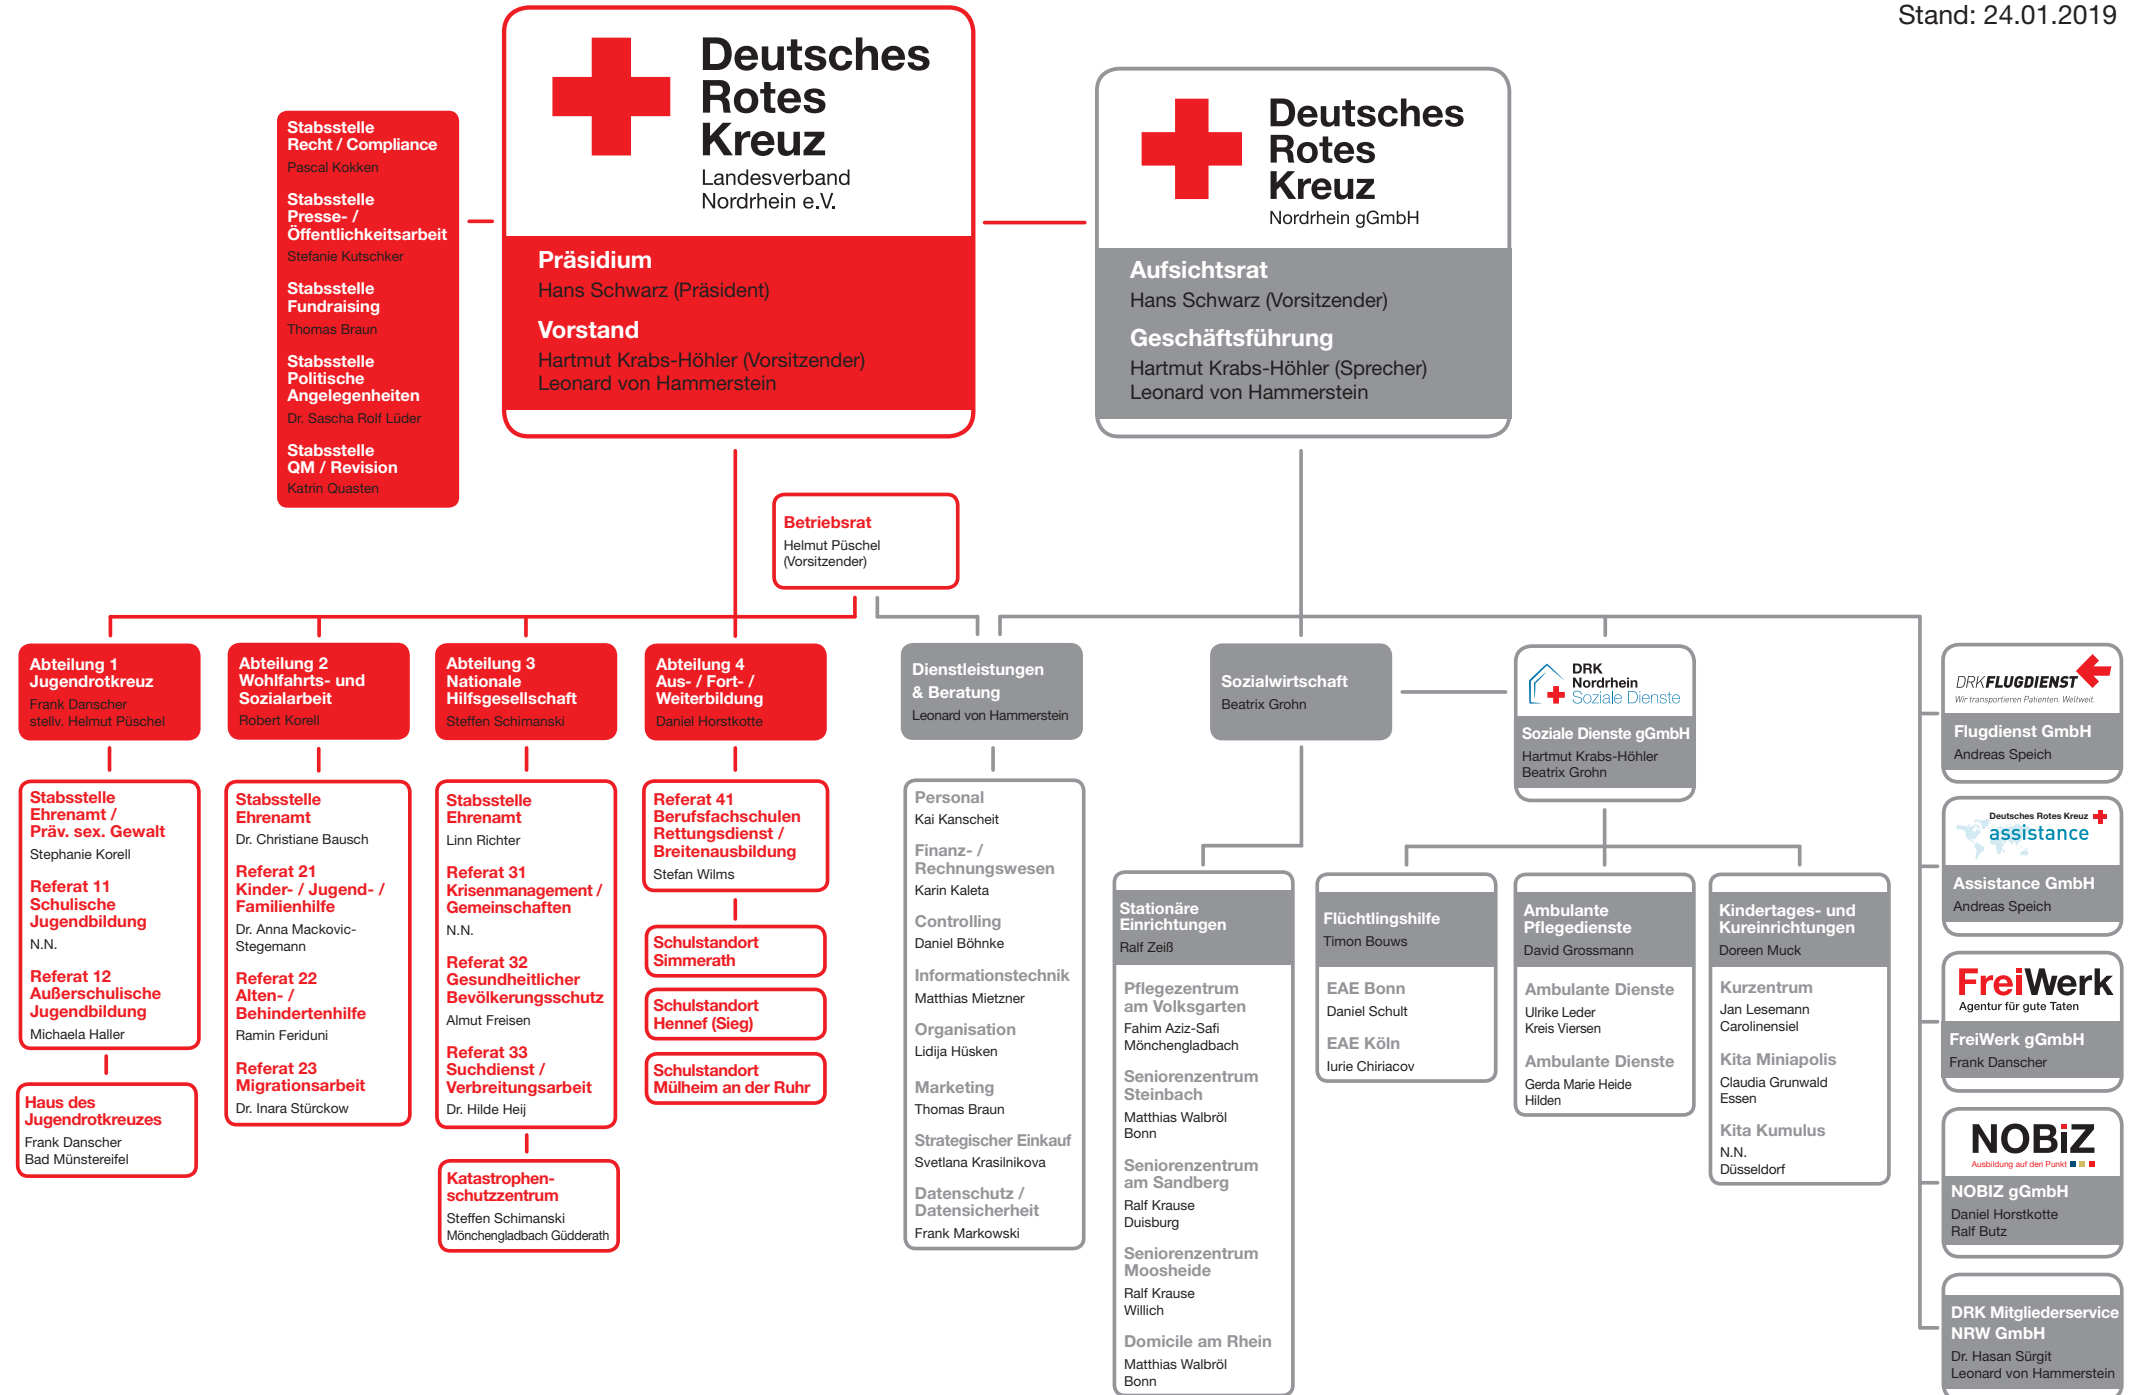 Stand: 24.01.2019
Deutsches
Rotes
Kreuz
Landesverband
Nordrhein e.V.
Präsidium
Hans Schwarz (Präsident)
Vorstand
Hartmut Krabs-Höhler (Vorsitzender)
Leonard von Hammerstein
Deutsches
Rotes
Kreuz
Nordrhein gGmbH
Aufsichtsrat
Hans Schwarz (Vorsitzender)
Geschäftsführung
Hartmut Krabs-Höhler (Sprecher)
Leonard von Hammerstein
Stabsstelle
Recht / Compliance
Pascal Kokken
Stabsstelle
Presse- /
Öffentlichkeitsarbeit
Stefanie Kutschker
Stabsstelle
Fundraising
Thomas Braun
Stabsstelle
Politische
Angelegenheiten
Dr. Sascha Rolf Lüder
Stabsstelle
QM / Revision
Katrin Quasten
Betriebsrat
Helmut Püschel
(Vorsitzender)
Abteilung 1
Jugendrotkreuz
Frank Danscher
stellv. Helmut Püschel
Stabsstelle
Ehrenamt /
Präv. sex. Gewalt
Stephanie Korell
Referat 11
Schulische
Jugendbildung
N.N.
Referat 12
Außerschulische
Jugendbildung
Michaela Haller
Haus des
Jugendrotkreuzes
Frank Danscher
Bad Münstereifel
Abteilung 2
Wohlfahrts- und
Sozialarbeit
Robert Korell
Stabsstelle
Ehrenamt
Dr. Christiane Bausch
Referat 21
Kinder- / Jugend- /
Familienhilfe
Dr. Anna Mackovic-
Stegemann
Referat 22
Alten- /
Behindertenhilfe
Ramin Feriduni
Referat 23
Migrationsarbeit
Dr. Inara Stürckow
Abteilung 3
Nationale
Hilfsgesellschaft
Steffen Schimanski
Stabsstelle
Ehrenamt
Linn Richter
Referat 31
Krisenmanagement /
Gemeinschaften
N.N.
Referat 32
Gesundheitlicher
Bevölkerungsschutz
Almut Freisen
Referat 33
Suchdienst /
Verbreitungsarbeit
Dr. Hilde Heij
Katastrophen-
schutzzentrum
Steffen Schimanski
Mönchengladbach Güdderath
Abteilung 4
Aus- / Fort- /
Weiterbildung
Daniel Horstkotte
Referat 41
Berufsfachschulen
Rettungsdienst /
Breitenausbildung
Stefan Wilms
Schulstandort
Simmerath
Schulstandort
Hennef (Sieg)
Schulstandort
Mülheim an der Ruhr
Dienstleistungen
& Beratung
Leonard von Hammerstein
Personal
Kai Kanscheit
Finanz- /
Rechnungswesen
Karin Kaleta
Controlling
Daniel Böhnke
Informationstechnik
Matthias Mietzner
Organisation
Lidija Hüsken
Marketing
Thomas Braun
Strategischer Einkauf
Svetlana Krasilnikova
Datenschutz /
Datensicherheit
Frank Markowski
Sozialwirtschaft
Beatrix Grohn
Stationäre
Einrichtungen
Ralf Zeiß
Pflegezentrum
am Volksgarten
Fahim Aziz-Safi
Mönchengladbach
Seniorenzentrum
Steinbach
Matthias Walbröl
Bonn
Seniorenzentrum
am Sandberg
Ralf Krause
Duisburg
Seniorenzentrum
Moosheide
Ralf Krause
Willich
Domicile am Rhein
Matthias Walbröl
Bonn
DRK
Nordrhein
Soziale Dienste
Soziale Dienste gGmbH
Hartmut Krabs-Höhler
Beatrix Grohn
Flüchtlingshilfe
Timon Bouws
EAE Bonn
Daniel Schult
EAE Köln
Iurie Chiriacov
Ambulante
Pflegedienste
David Grossmann
Ambulante Dienste
Ulrike Leder
Kreis Viersen
Ambulante Dienste
Gerda Marie Heide
Hilden
Kindertages- und
Kureinrichtungen
Doreen Muck
Kurzentrum
Jan Lesemann
Carolinensiel
Kita Miniapolis
Claudia Grunwald
Essen
Kita Kumulus
N.N.
Düsseldorf
DRKFLUGDIENST
Wir transportieren Patienten. Weltweit.
Flugdienst GmbH
Andreas Speich
Deutsches Rotes Kreuz
assistance
Assistance GmbH
Andreas Speich
FreiWerk
Agentur für gute Taten
FreiWerk gGmbH
Frank Danscher
NOBiZ
Ausbildung auf den Punkt
NOBIZ gGmbH
Daniel Horstkotte
Ralf Butz
DRK Mitgliederservice
NRW GmbH
Dr. Hasan Sürgit
Leonard von Hammerstein